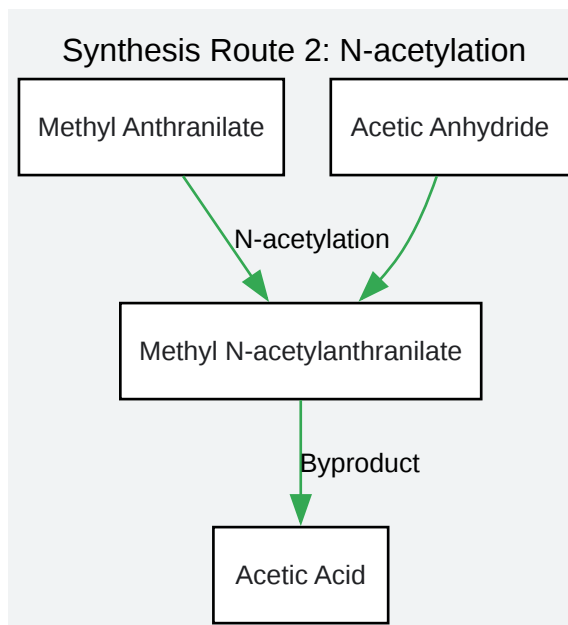 Synthesis Route 2: N-acetylation
Methyl Anthranilate
Acetic Anhydride
N-acetylation
Methyl N-acetylanthranilate
Byproduct
Acetic Acid